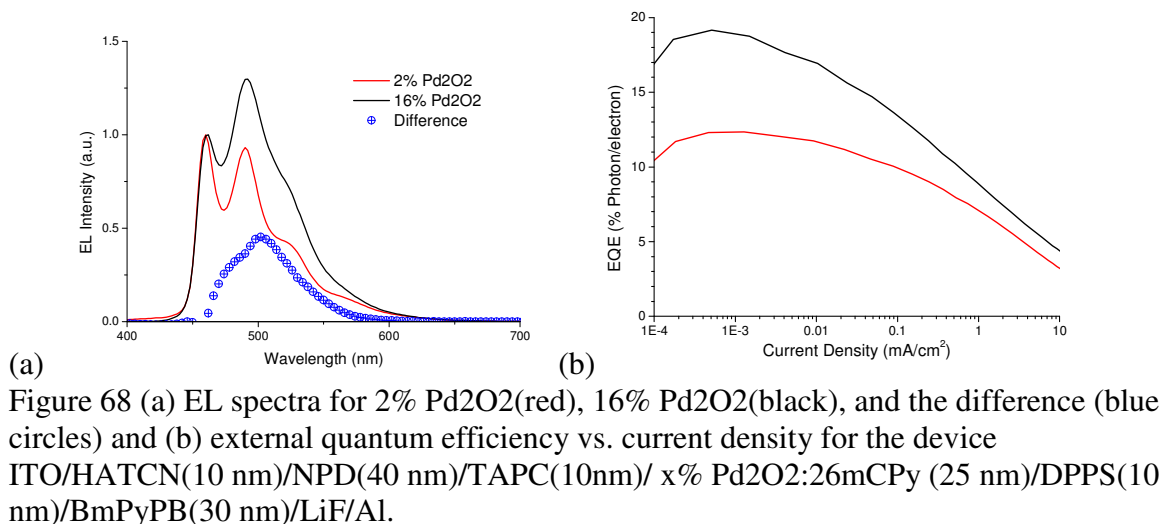 EL Intensity (a.u.)
1.0
0.5
0.0
400
500
600
700
Wavelength (nm)
2% Pd2O2
16% Pd2O2
Difference
EQE (% Photon/electron)
20
15
10
5
0
1E-4
1E-3
0.01
0.1
1
10
Current Density (mA/cm²)
(a)
(b)
Figure 68 (a) EL spectra for 2% Pd2O2(red), 16% Pd2O2(black), and the difference (blue
circles) and (b) external quantum efficiency vs. current density for the device
ITO/HATCN(10 nm)/NPD(40 nm)/TAPC(10nm)/ x% Pd2O2:26mCPy (25 nm)/DPPS(10
nm)/BmPyPB(30 nm)/LiF/Al.